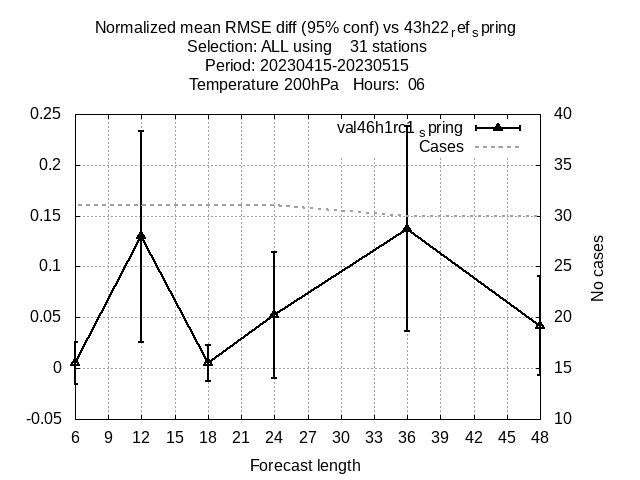 Normalized mean RMSE diff (95% conf) vs 43h22refspring
Selection: ALL using 31 stations
Period: 20230415-20230515
Temperature 200hPa Hours: 06
val46h1rc1spring
Cases
0.25
0.2
0.15
0.1
0.05
0
-0.05
40
35
30
25
20
15
10
No cases
6 9 12 15 18 21 24 27 30 33 36 39 42 45 48
Forecast length